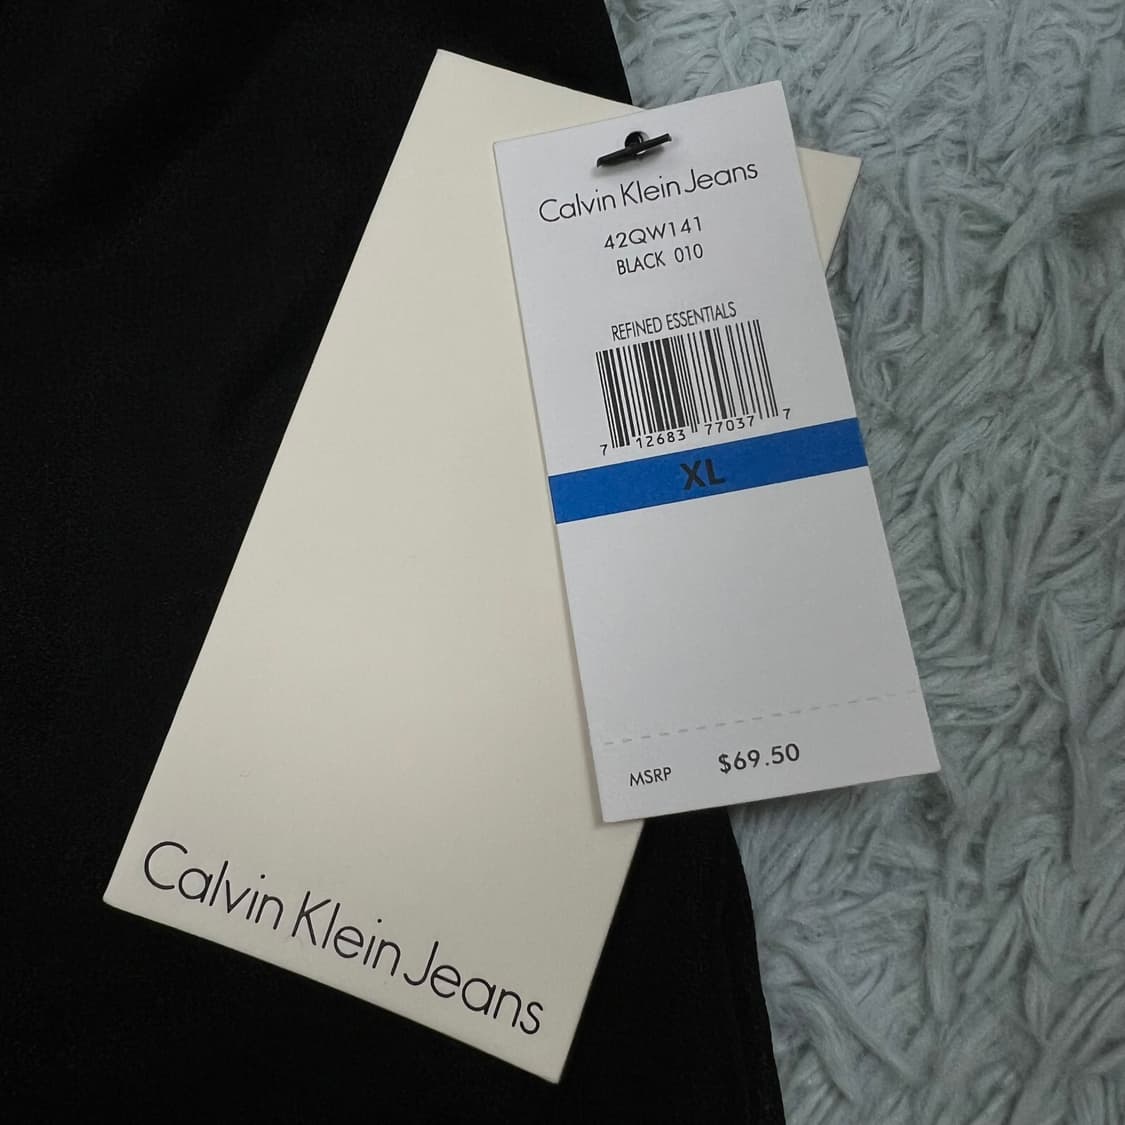 Calvin Klein Jeans
42QW141
BLACK 010
REFINED ESSENTIALS
7 12683 77037 7
XL
MSRP $69.50
Calvin Klein Jeans